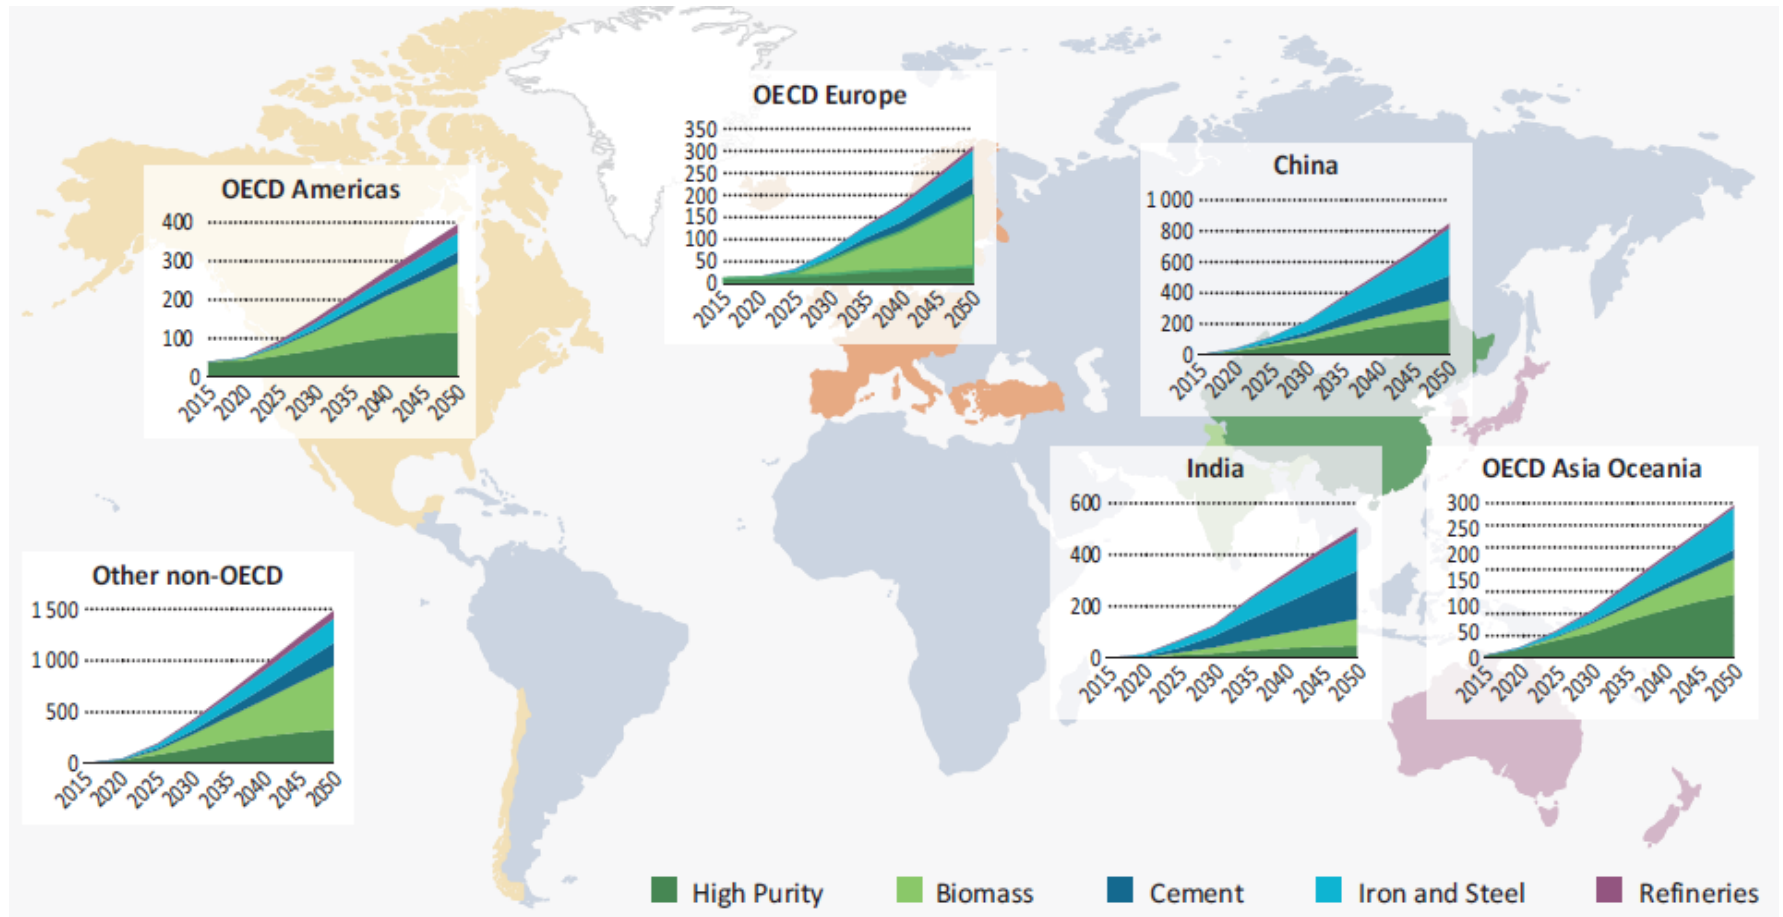 OECD Europe
350
300
250
200
150
100
50
0
2015 2020 2025 2030 2035 2040 2045 2050
China
1 000
800
600
400
200
0
2015 2020 2025 2030 2035 2040 2045 2050
OECD Americas
400
300
200
100
0
2015 2020 2025 2030 2035 2040 2045 2050
India
600
400
200
0
2015 2020 2025 2030 2035 2040 2045 2050
OECD Asia Oceania
300
250
200
150
100
50
0
2015 2020 2025 2030 2035 2040 2045 2050
Other non-OECD
1 500
1 000
500
0
2015 2020 2025 2030 2035 2040 2045 2050
High Purity Biomass Cement Iron and Steel Refineries